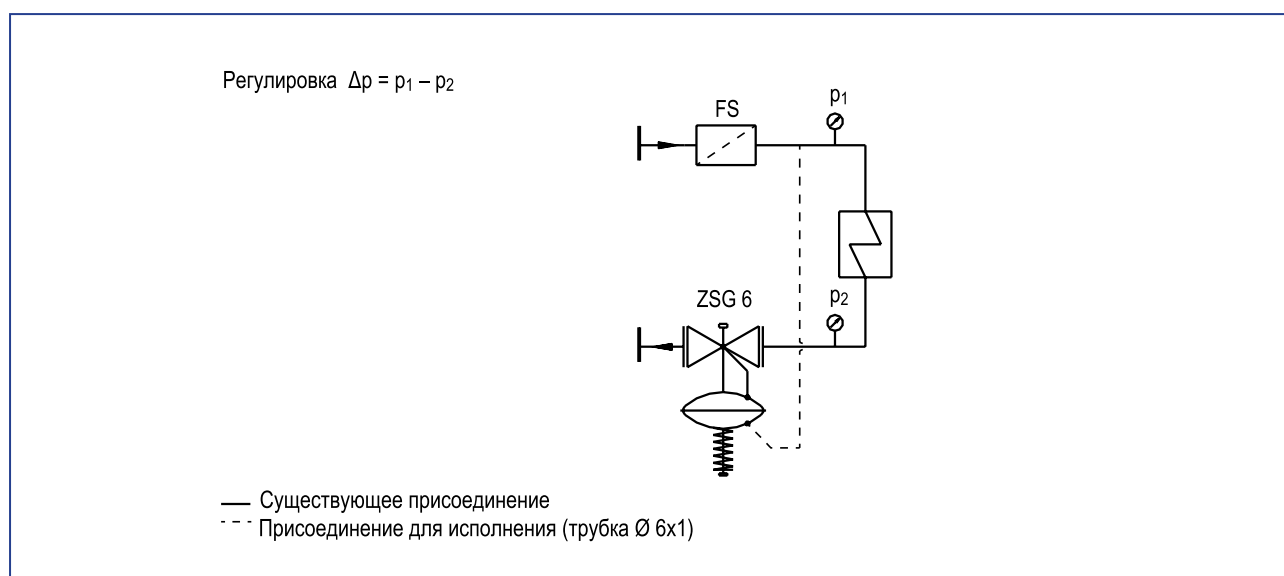 Регулировка Δp = p₁ – p₂
FS
p₁
ZSG 6
p₂
Существующее присоединение
Присоединение для исполнения (трубка Ø 6x1)